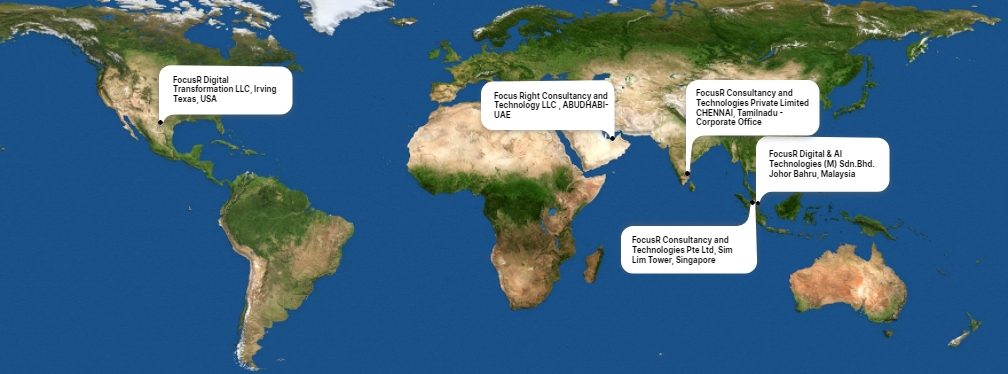 FocusR Digital
Transformation LLC, Irving
Texas, USA
Focus Right Consultancy and
Technology LLC , ABUDHABI-
UAE
FocusR Consultancy and
Technologies Private Limited
CHENNAI, Tamilnadu -
Corporate Office
FocusR Digital & AI
Technologies (M) Sdn.Bhd.
Johor Bahru, Malaysia
FocusR Consultancy and
Technologies Pte Ltd, Sim
Lim Tower, Singapore